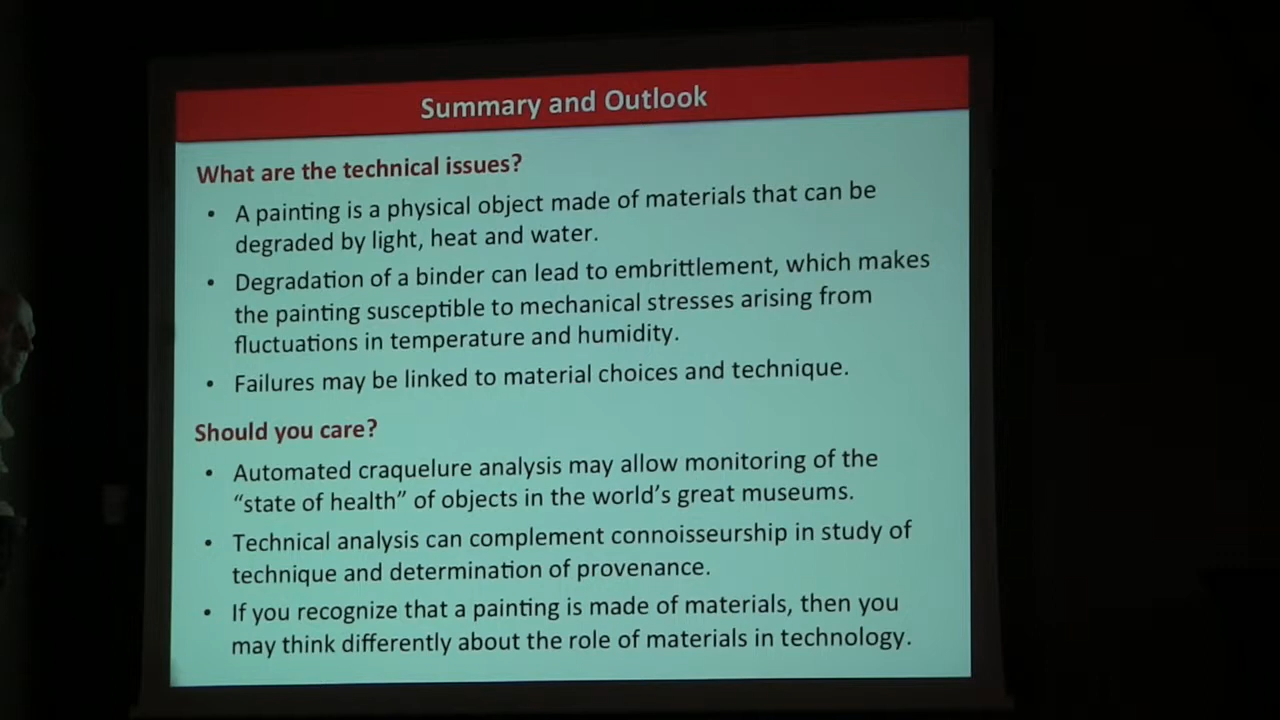 Summary and Outlook
What are the technical issues?
• A painting is a physical object made of materials that can be
degraded by light, heat and water.
• Degradation of a binder can lead to embrittlement, which makes
the painting susceptible to mechanical stresses arising from
fluctuations in temperature and humidity.
• Failures may be linked to material choices and technique.
Should you care?
• Automated craquelure analysis may allow monitoring of the
“state of health” of objects in the world’s great museums.
• Technical analysis can complement connoisseurship in study of
technique and determination of provenance.
• If you recognize that a painting is made of materials, then you
may think differently about the role of materials in technology.